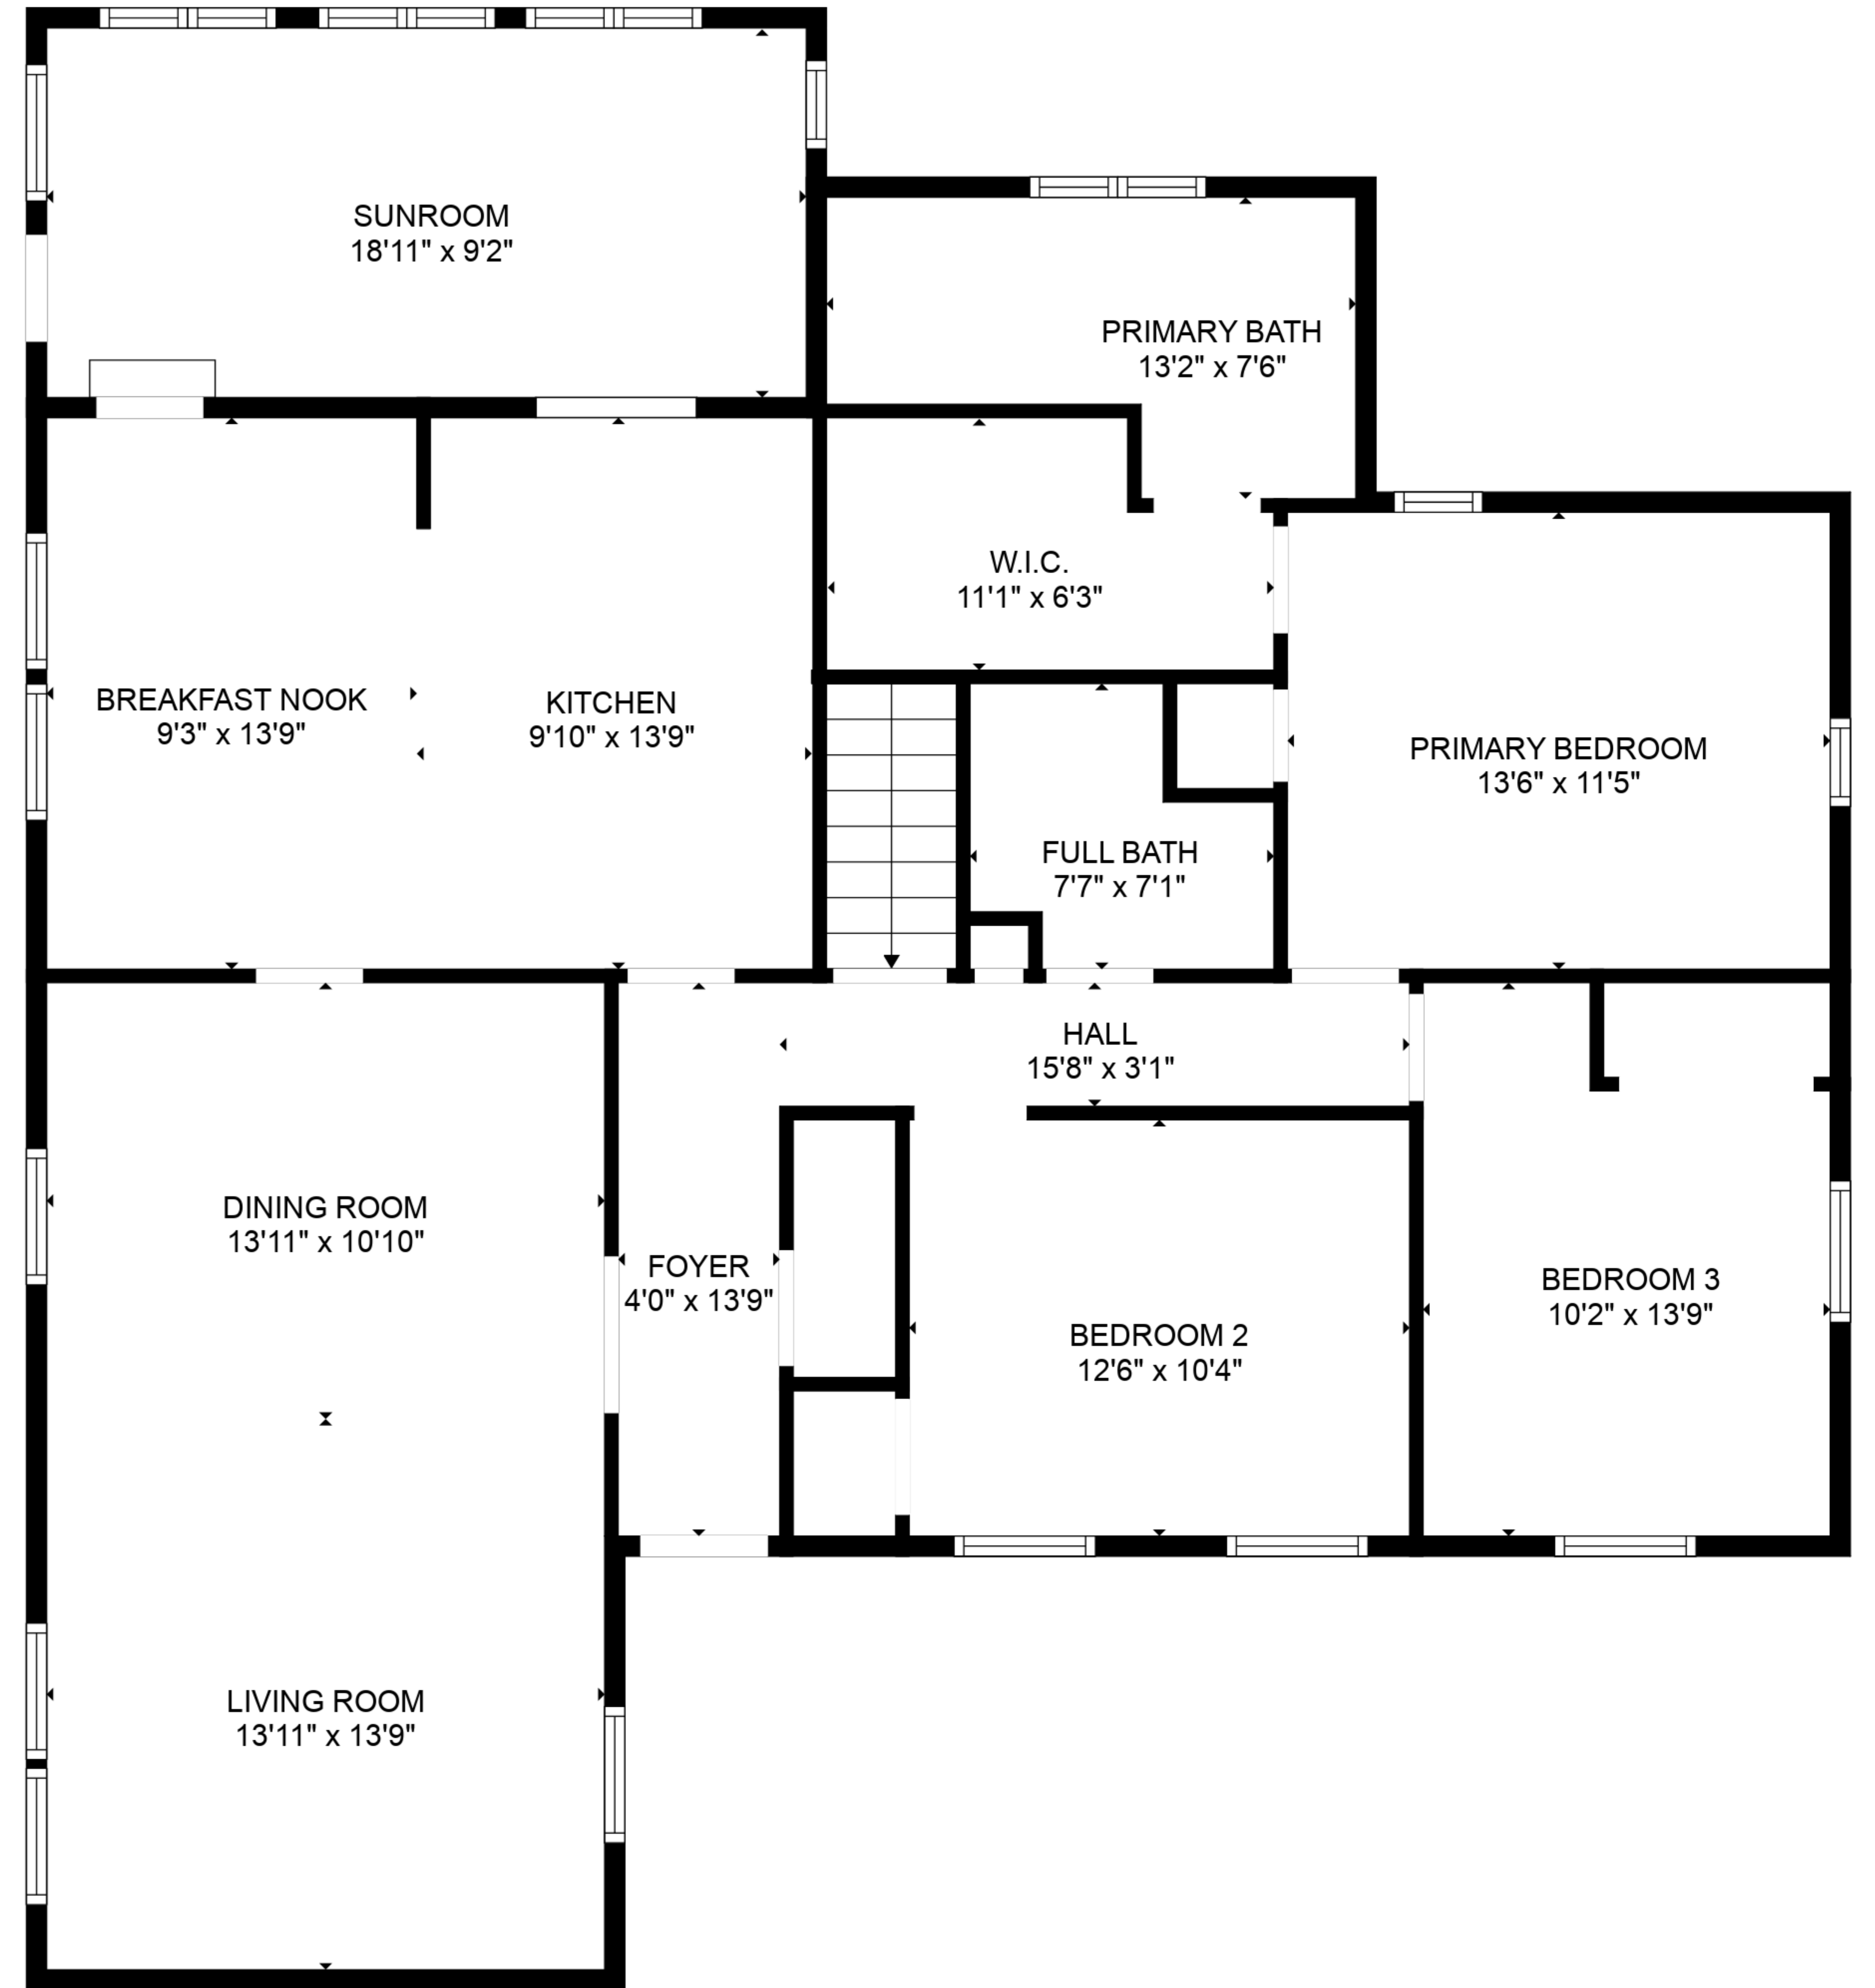 SUNROOM
18'11" x 9'2"
PRIMARY BATH
13'2" x 7'6"
W.I.C.
11'1" x 6'3"
BREAKFAST NOOK
9'3" x 13'9"
KITCHEN
9'10" x 13'9"
PRIMARY BEDROOM
13'6" x 11'5"
FULL BATH
7'7" x 7'1"
HALL
15'8" x 3'1"
DINING ROOM
13'11" x 10'10"
FOYER
4'0" x 13'9"
BEDROOM 2
12'6" x 10'4"
BEDROOM 3
10'2" x 13'9"
LIVING ROOM
13'11" x 13'9"